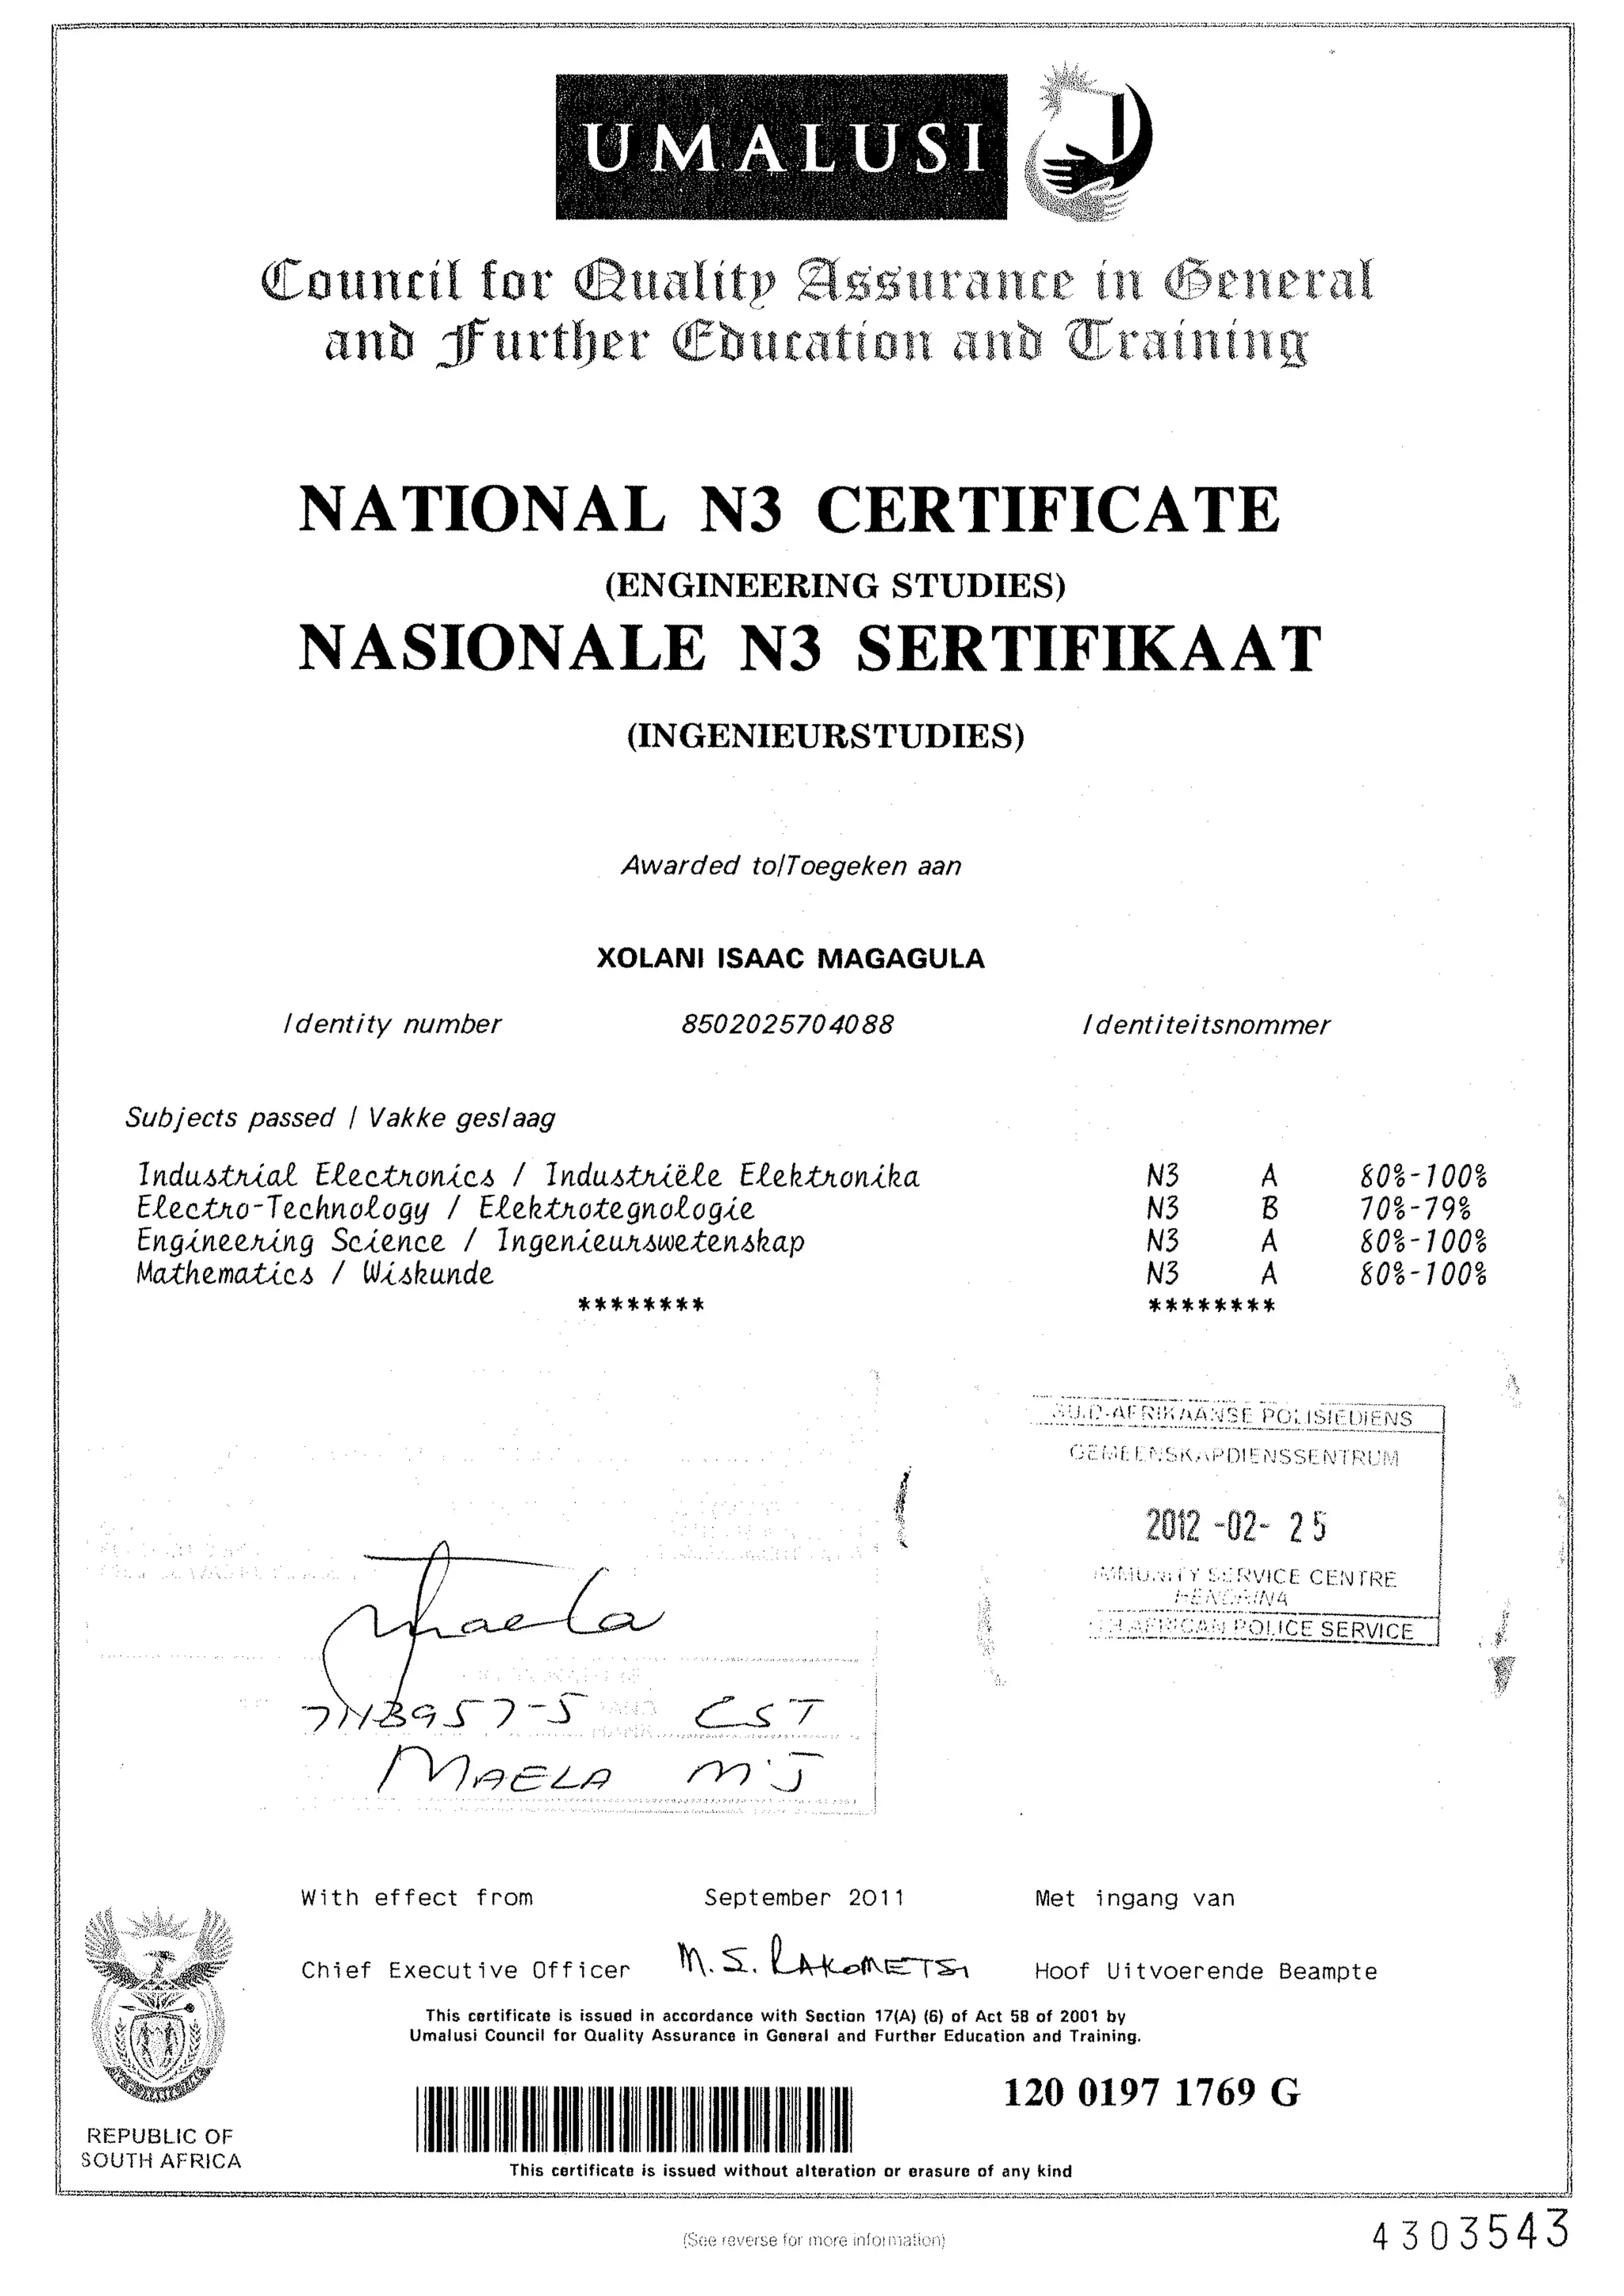 UMALUSI
Council for Quality Assurance in General
and Further Education and Training
NATIONAL N3 CERTIFICATE
(ENGINEERING STUDIES)
NASIONALE N3 SERTIFIKAAT
(INGENIEURSTUDIES)
Awarded to/Toegeken aan
XOLANI ISAAC MAGAGULA
Identity number 8502025704088 Identiteitsnommer
Subjects passed / Vakke geslaag
Industrial Electronics / Industriële Elektronika N3 A 80%-100%
Electro-Technology / Elektrotegnologie N3 B 70%-79%
Engineering Science / Ingenieurswetenskap N3 A 80%-100%
Mathematics / Wiskunde N3 A 80%-100%
******** ********
SUID-AFRIKAANSE POLISIEDIENS
GEMEENSKAPDIENSSENTRUM
2012 -02- 25
MMUNITY SERVICE CENTRE
HENDRINA
AFRICAN POLICE SERVICE
Maela
CST
MAELA M.J
With effect from September 2011 Met ingang van
Chief Executive Officer M.S. RAKOMETSI Hoof Uitvoerende Beampte
This certificate is issued in accordance with Section 17(A) (6) of Act 58 of 2001 by
Umalusi Council for Quality Assurance in General and Further Education and Training.
120 0197 1769 G
REPUBLIC OF
SOUTH AFRICA
This certificate is issued without alteration or erasure of any kind
(See reverse for more information)
4303543